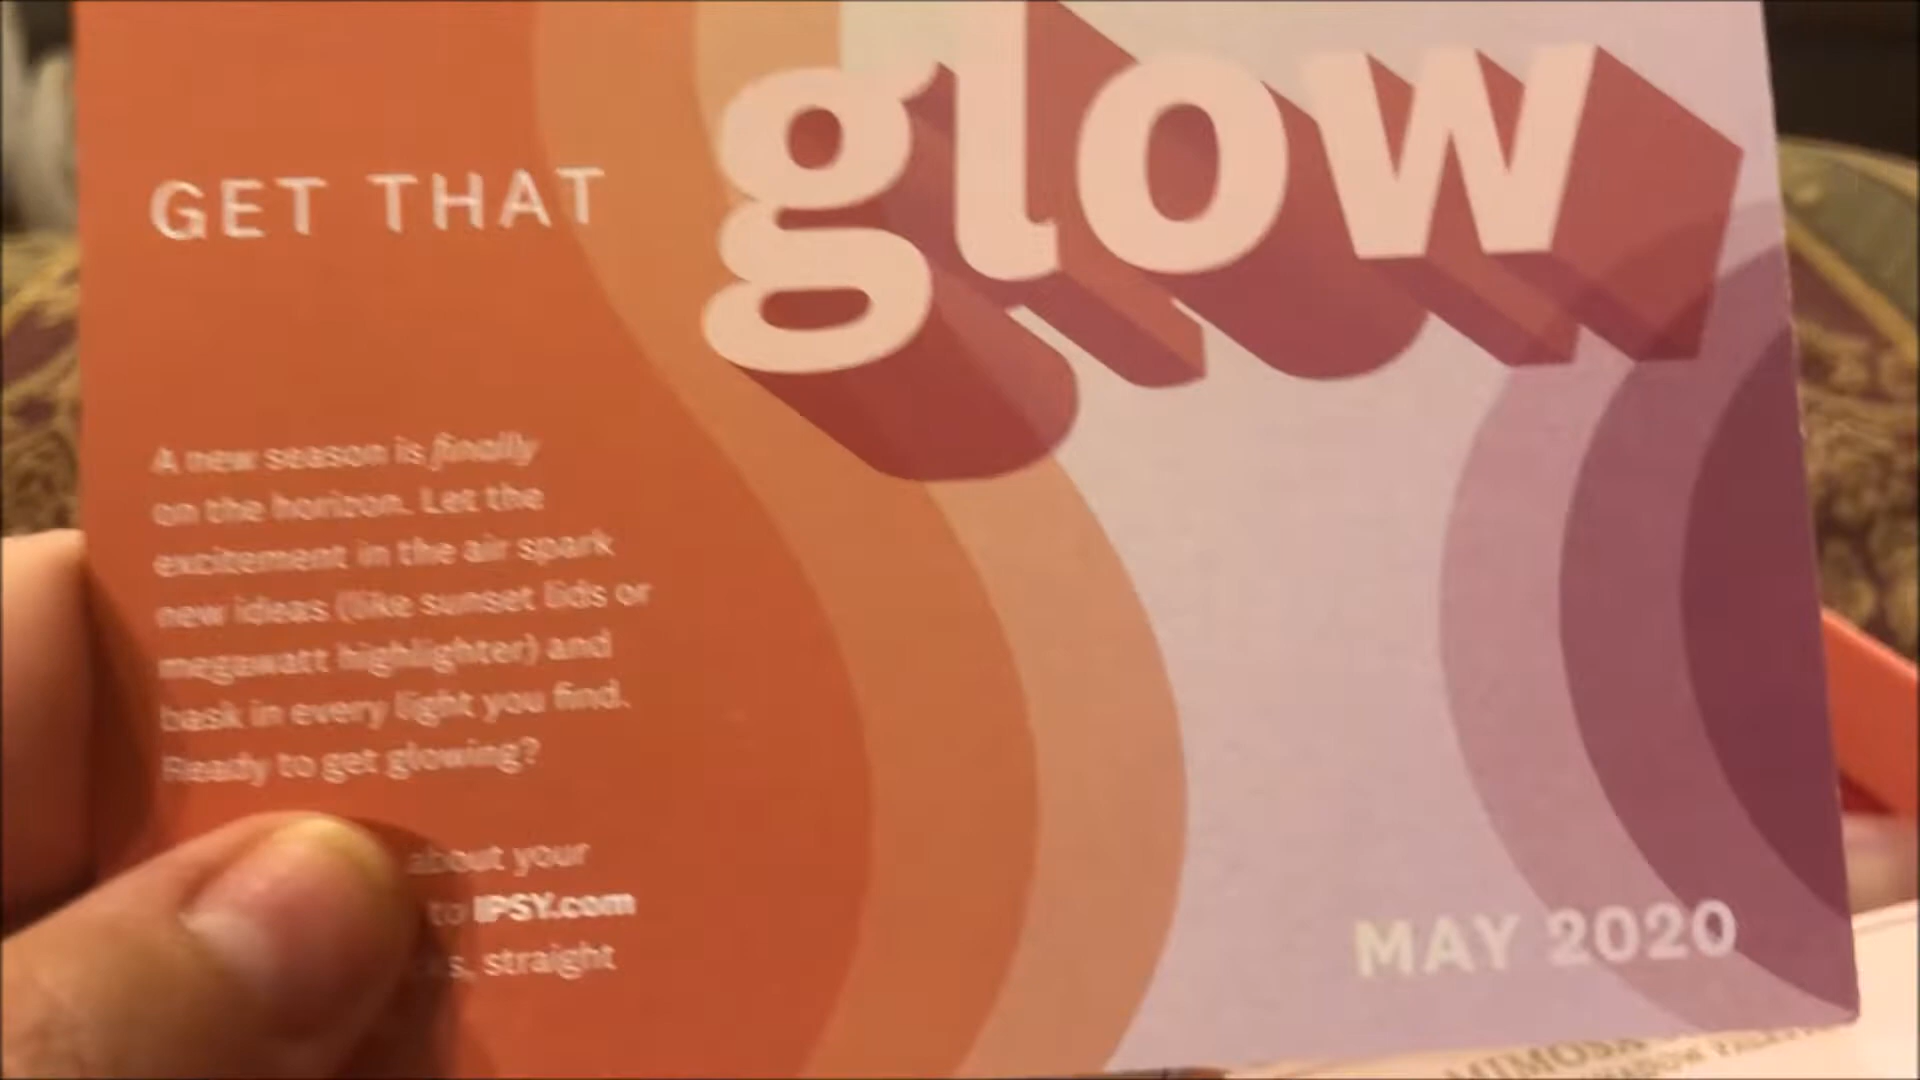 GET THAT
glow
A new season is finally
on the horizon. Let the
excitement in the air spark
new ideas (like sunset lids or
megawatt highlighter) and
bask in every light you find.
Ready to get glowing?
about your
to IPSY.com
straight
MAY 2020
MIMOSA